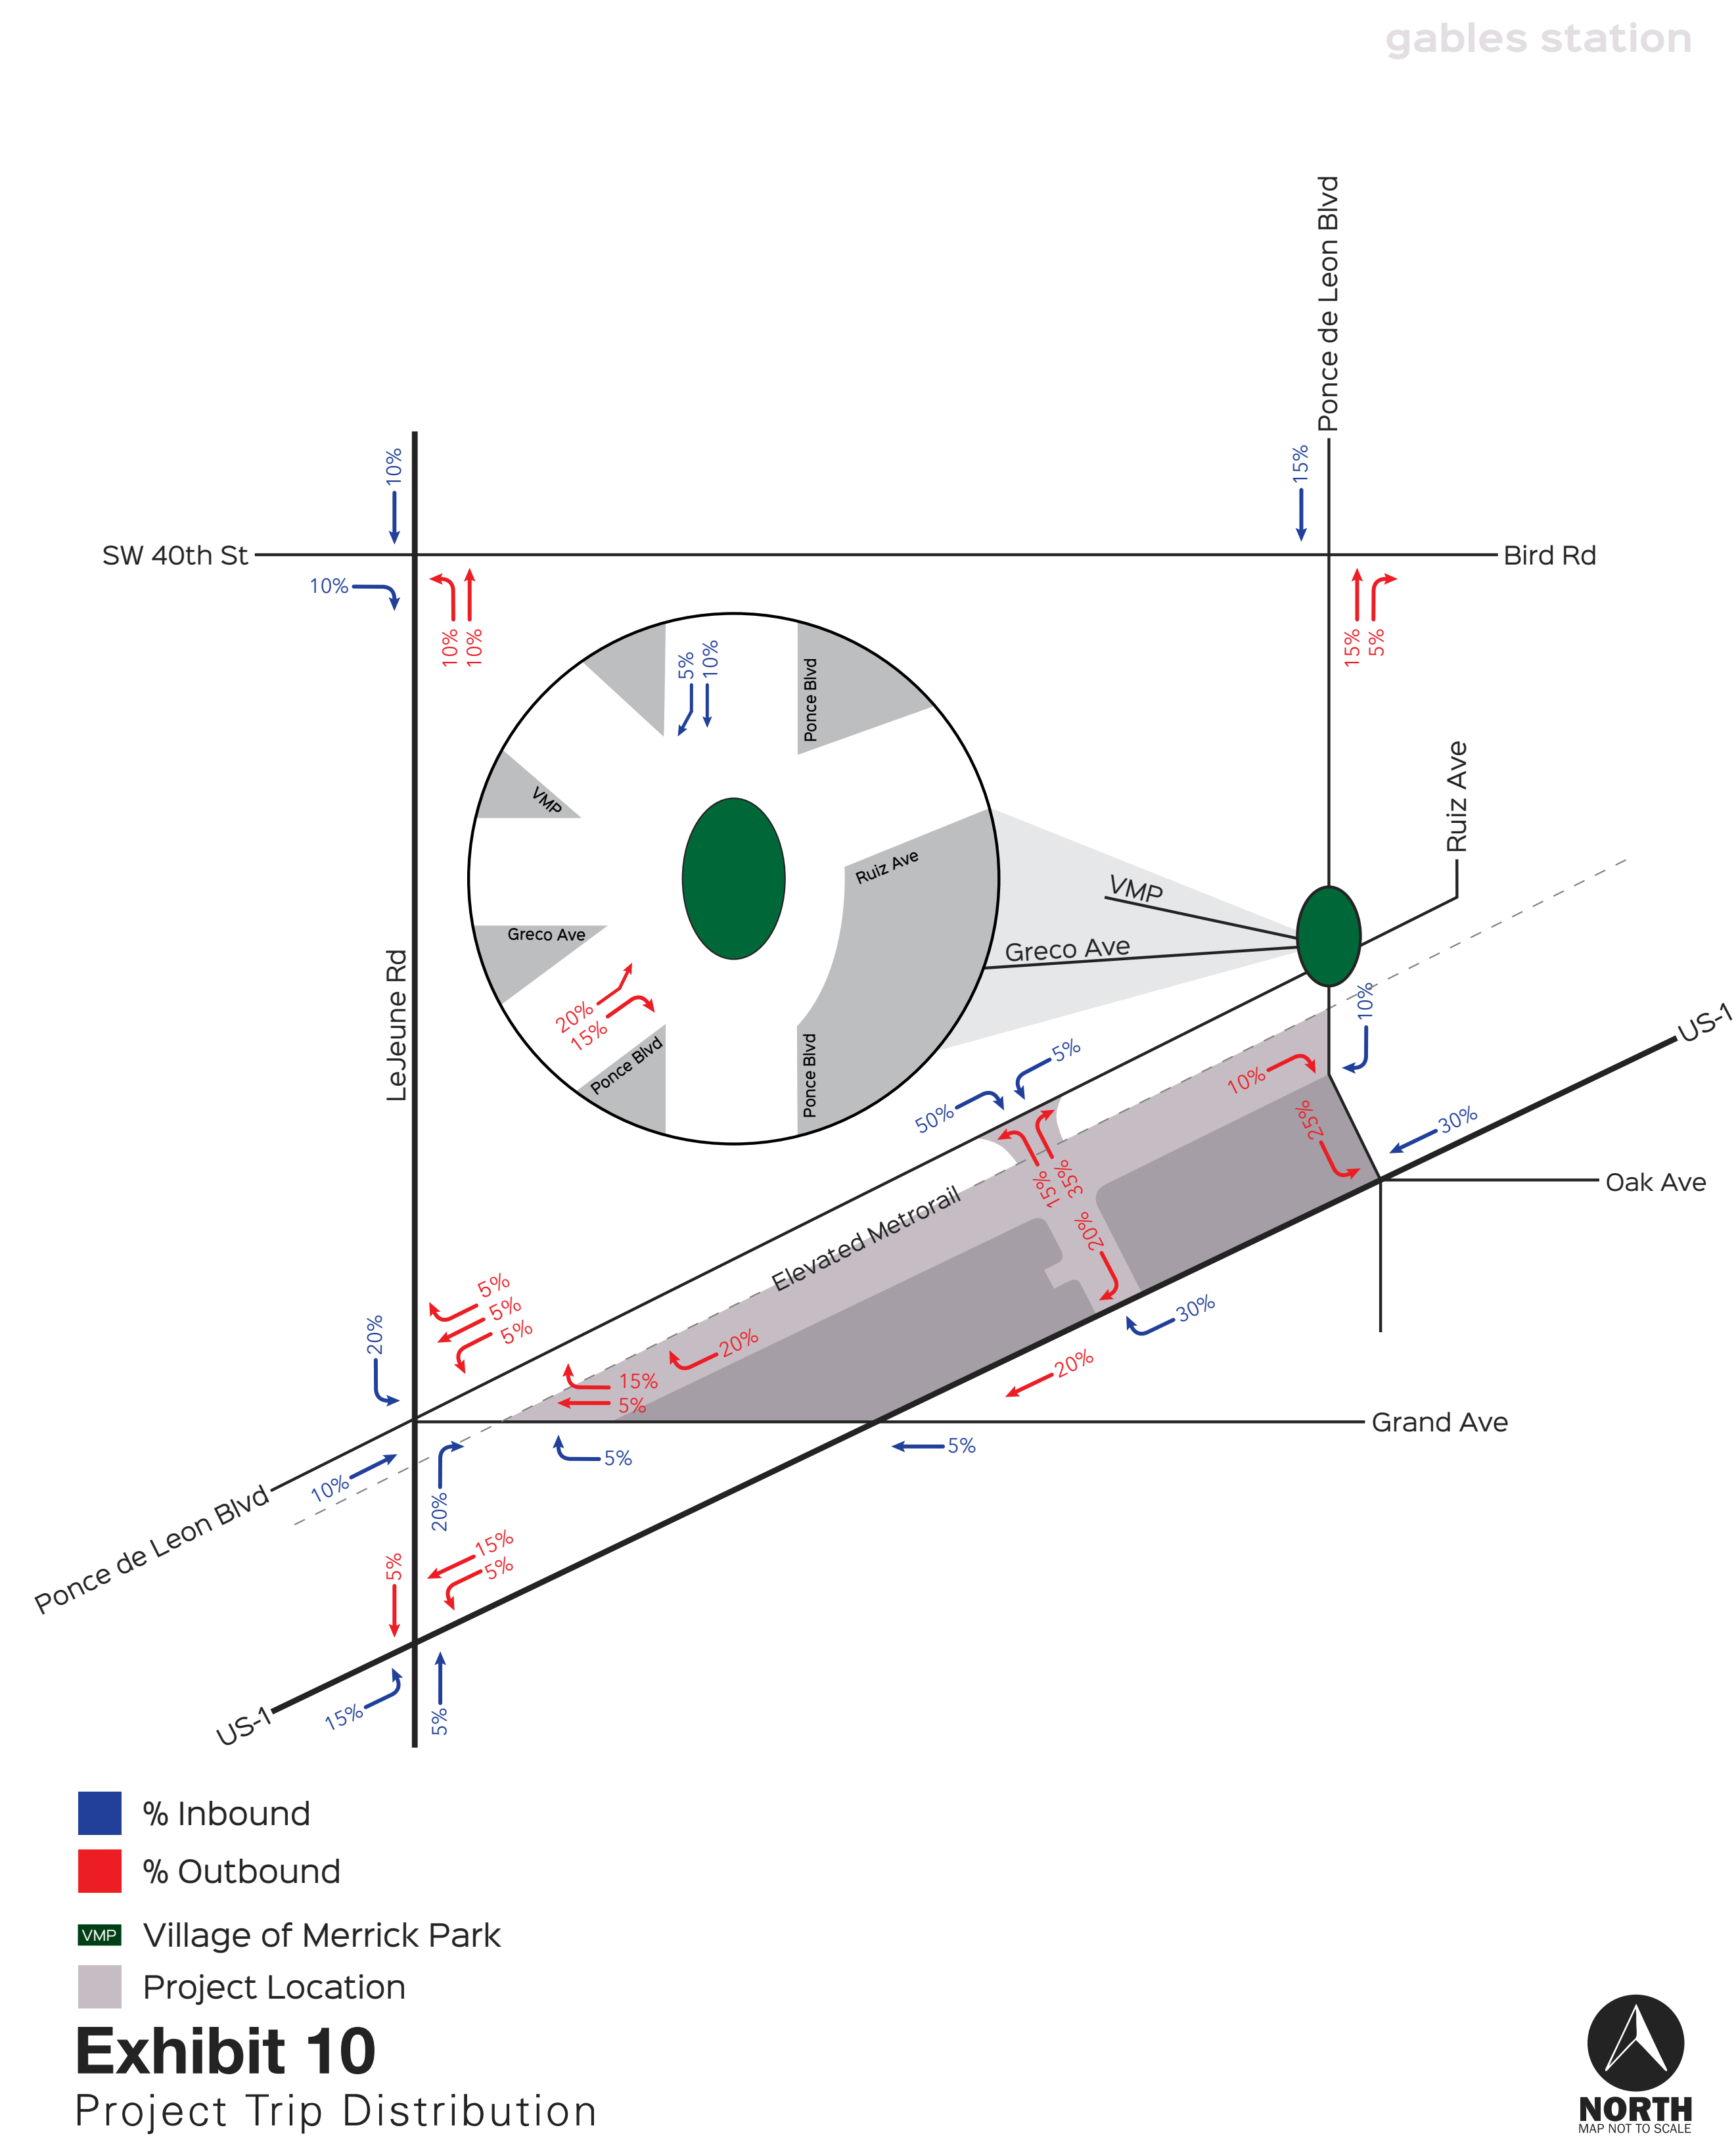 gables station
Ponce de Leon Blvd
10%
15%
SW 40th St
Bird Rd
10%
10%
10%
15%
5%
5%
10%
Ponce Blvd
Ruiz Ave
VMP
Ruiz Ave
VMP
Greco Ave
Greco Ave
LeJeune Rd
20%
15%
Ponce Blvd
Ponce Blvd
10%
US-1
5%
50%
10%
25%
30%
15%
35%
Oak Ave
Elevated Metrorail
20%
5%
5%
5%
20%
30%
20%
20%
15%
5%
Grand Ave
5%
5%
10%
20%
Ponce de Leon Blvd
5%
15%
5%
US-1
15%
5%
% Inbound
% Outbound
VMP Village of Merrick Park
Project Location
Exhibit 10
Project Trip Distribution
NORTH
MAP NOT TO SCALE